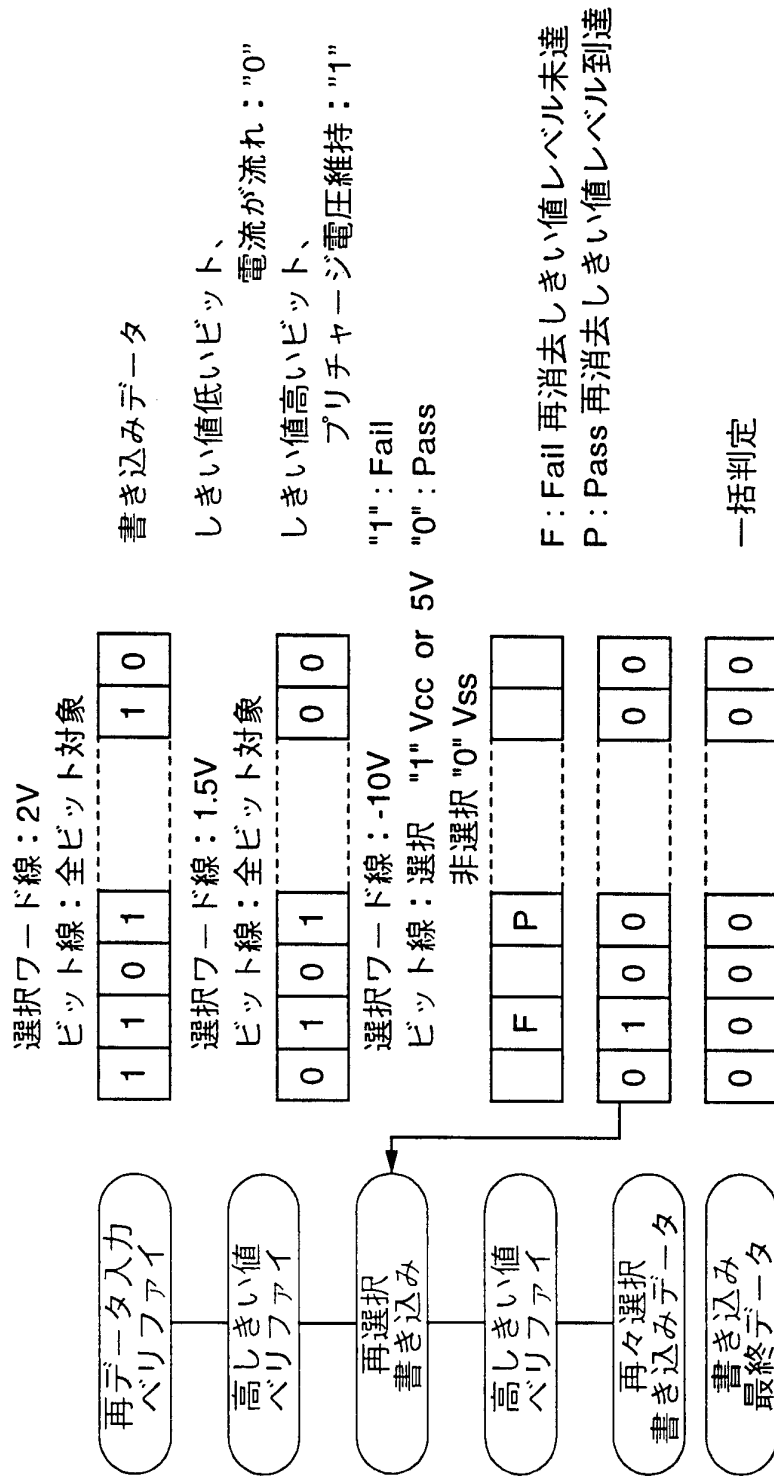 再データ入力
ベリファイ
選択ワード線：2V
ビット線：全ビット対象
1 1 0 1 1 0
書き込みデータ
高しきい値
ベリファイ
選択ワード線：1.5V
ビット線：全ビット対象
0 1 0 1 0 0
しきい値低いビット、
電流が流れ："0"
しきい値高いビット、
プリチャージ電圧維持："1"
再選択
書き込み
選択ワード線：-10V
ビット線：選択 "1" Vcc or 5V
非選択 "0" Vss
"1"：Fail
"0"：Pass
高しきい値
ベリファイ
F P
F：Fail 再消去しきい値レベル未達
P：Pass 再消去しきい値レベル到達
再々選択
書き込みデータ
0 1 0 0 0 0
書き込み
最終データ
0 0 0 0 0 0
一括判定